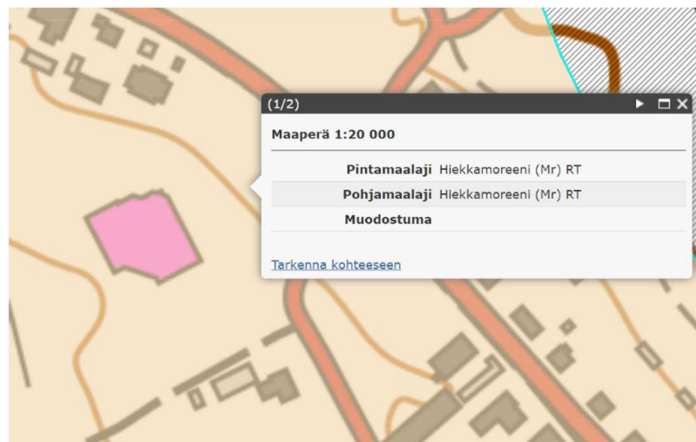 (1/2)
Maaperä 1:20 000
Pintamaalaji Hiekkamoreeni (Mr) RT
Pohjamaalaji Hiekkamoreeni (Mr) RT
Muodostuma
Tarkenna kohteeseen